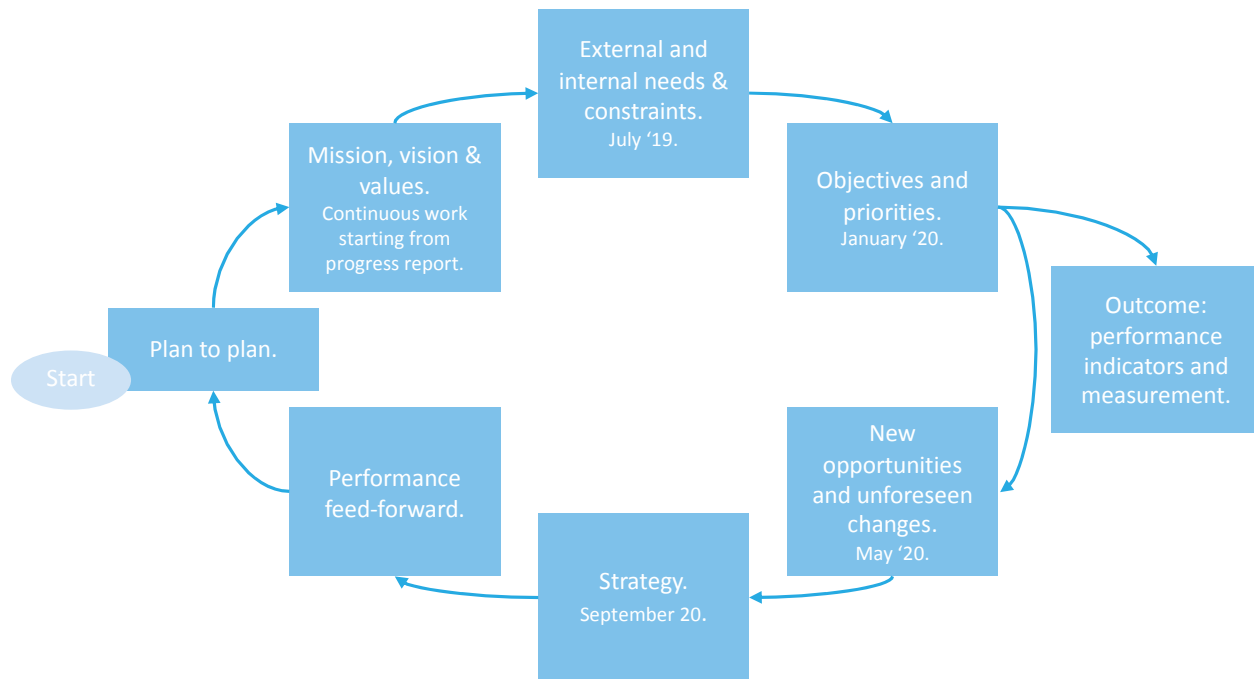 Start
Plan to plan.
Mission, vision &
values.
Continuous work
starting from
progress report.
External and
internal needs &
constraints.
July ‘19.
Objectives and
priorities.
January ‘20.
Outcome:
performance
indicators and
measurement.
New
opportunities
and unforeseen
changes.
May ‘20.
Strategy.
September 20.
Performance
feed-forward.